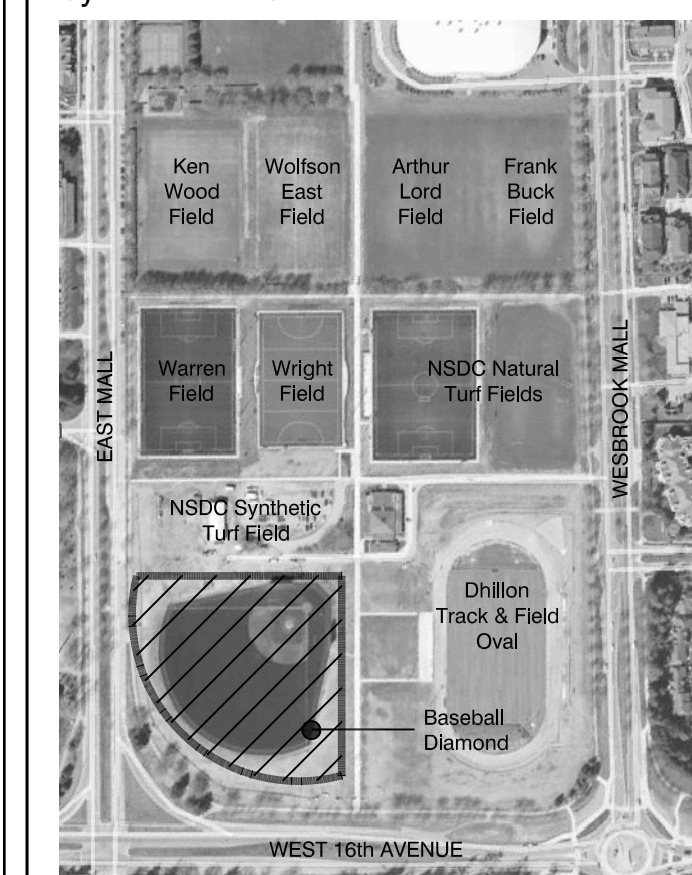 Ken
Wood
Field
Wolfson
East
Field
Arthur
Lord
Field
Frank
Buck
Field
Warren
Field
Wright
Field
NSDC Natural
Turf Fields
EAST MALL
WESBROOK MALL
NSDC Synthetic
Turf Field
Dhillon
Track & Field
Oval
Baseball
Diamond
WEST 16th AVENUE